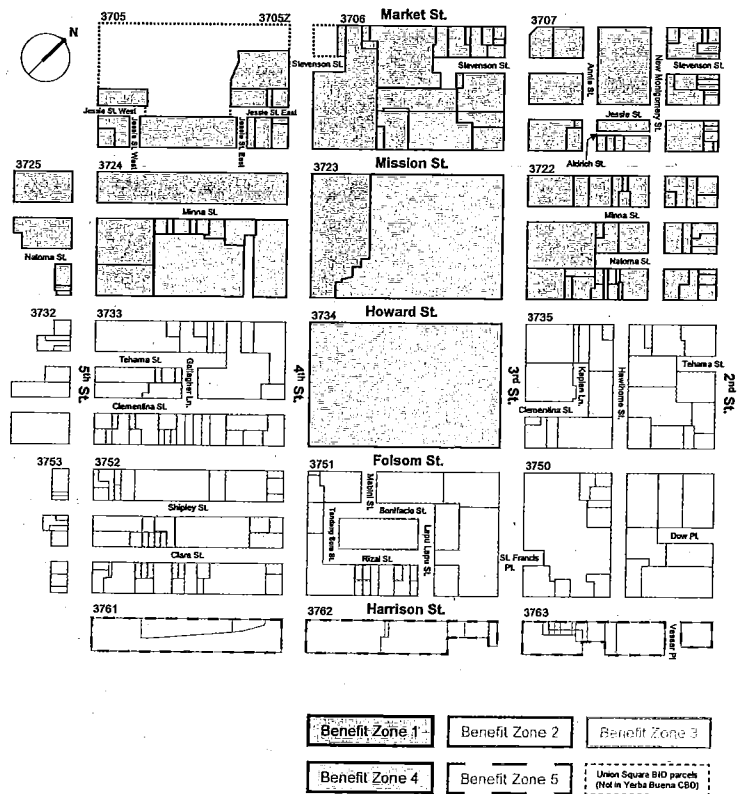 3705
3705Z
3706
Market St.
3707
N
Stevenson St.
Stevenson St.
Stevenson St.
Annie St.
New Montgomery St.
Jessie St. West
Jessie St. East
Jessie St.
Jessie St. West
Jessie St. East
Aldrich St.
3725
3724
3723
Mission St.
3722
Minna St.
Minna St.
Natoma St.
Natoma St.
3732
3733
3734
Howard St.
3735
Tehama St.
Gallagher Ln.
Kaplan Ln.
Hawthorne St.
Tehama St.
5th St.
4th St.
3rd St.
2nd St.
Clementina St.
Clementina St.
3753
3752
3751
Folsom St.
3750
Mabini St.
Shipley St.
Bonifacio St.
Tandang Sora St.
Lapu Lapu St.
Dow Pl.
Clara St.
Rizal St.
St. Francis Pl.
3761
3762
Harrison St.
3763
Vassar Pl.
Benefit Zone 1
Benefit Zone 2
Benefit Zone 3
Benefit Zone 4
Benefit Zone 5
Union Square BID parcels
(Not in Yerba Buena CBD)